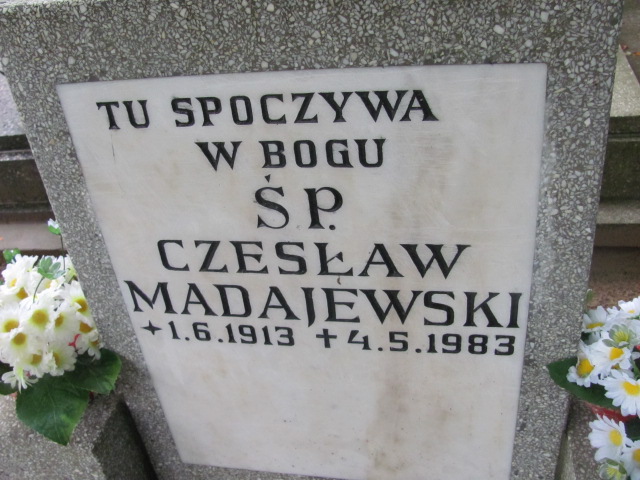 TU SPOCZYWA
W BOGU
Ś.P.
CZESŁAW
MADAJEWSKI
+1.6.1913 +4.5.1983